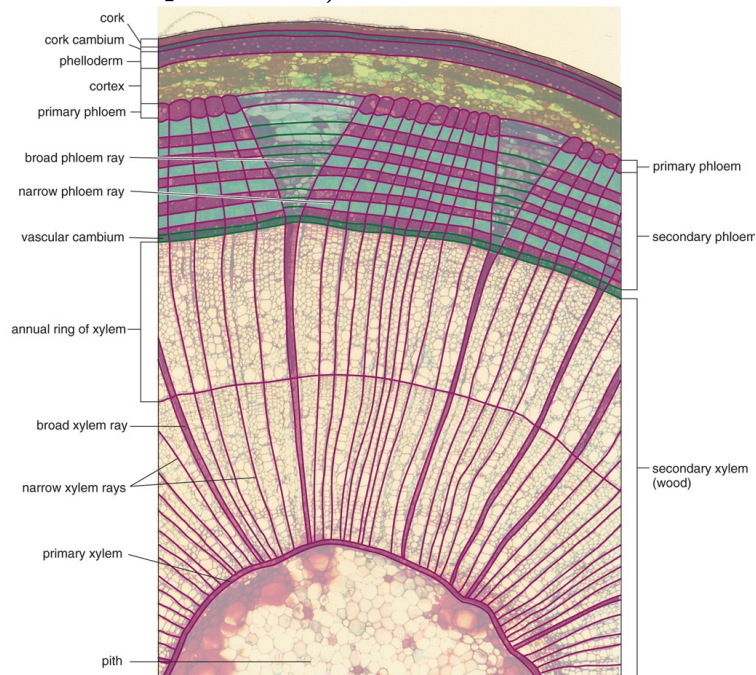 cork
cork cambium
phelloderm
cortex
primary phloem
broad phloem ray
narrow phloem ray
vascular cambium
annual ring of xylem
broad xylem ray
narrow xylem rays
primary xylem
pith
primary phloem
secondary phloem
secondary xylem
(wood)